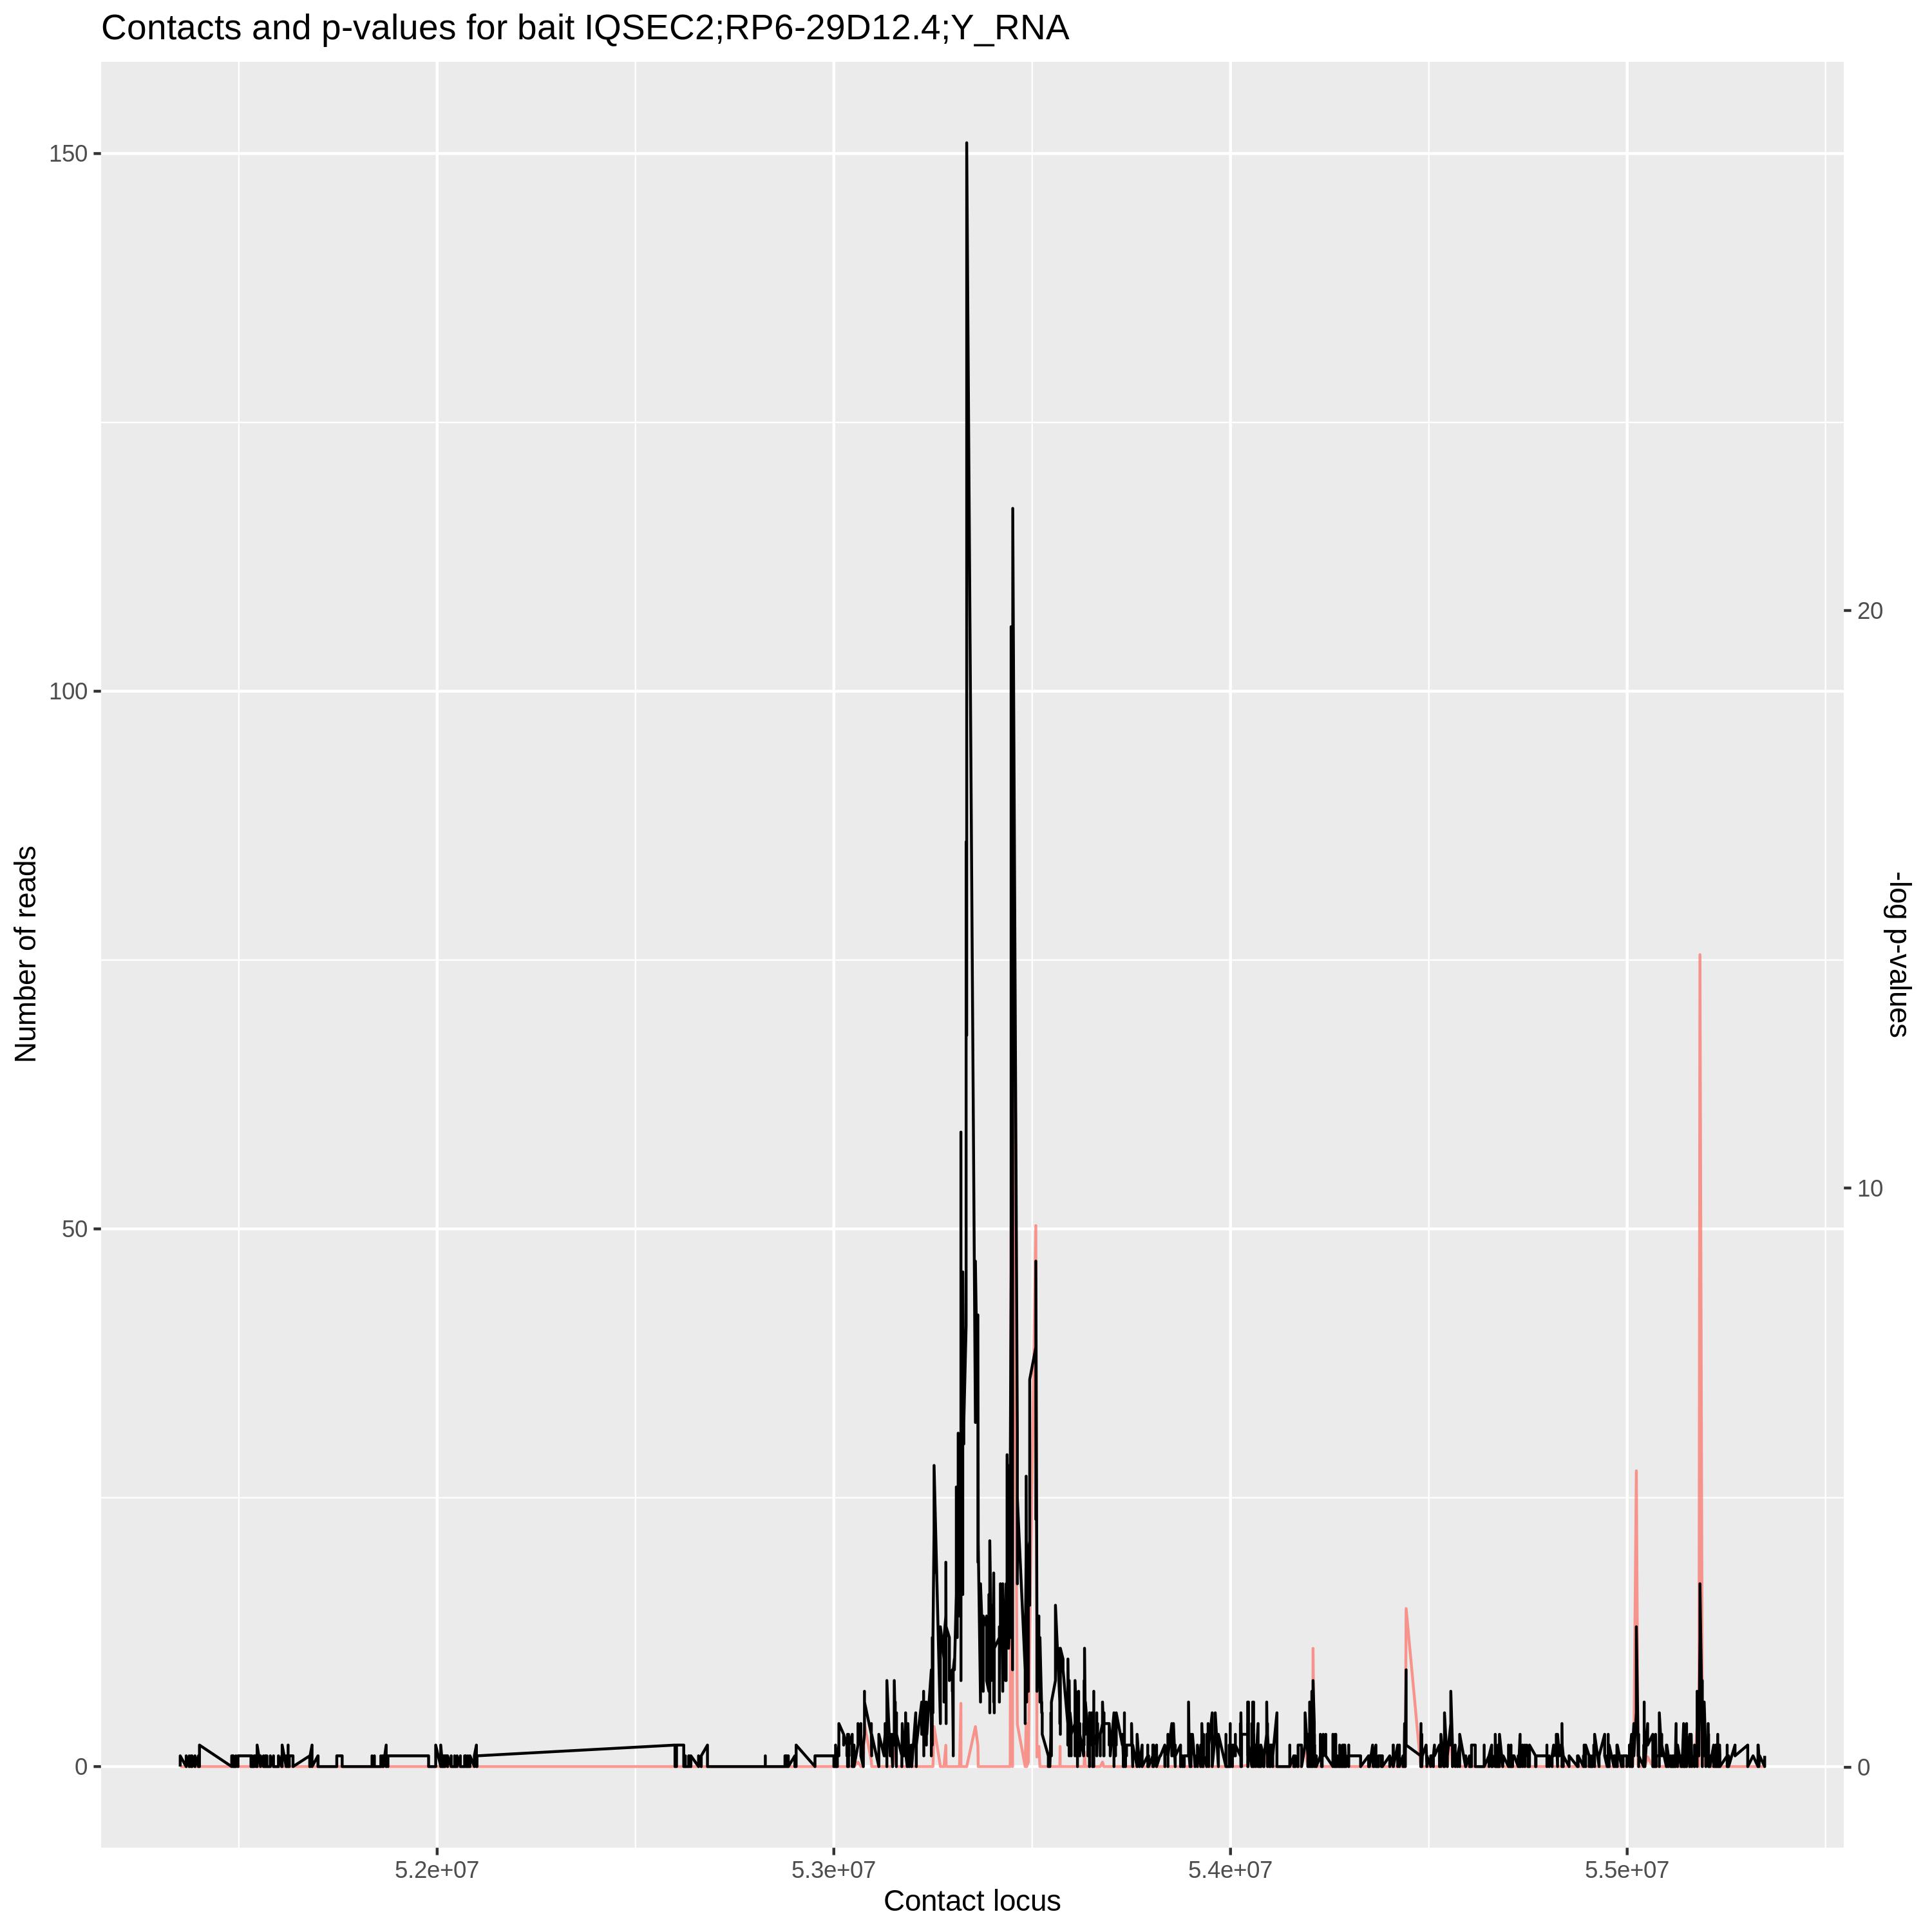 Contacts and p-values for bait IQSEC2;RP6-29D12.4;Y_RNA
150
100
50
0
Number of reads
20
10
0
-log p-values
5.2e+07
5.3e+07
5.4e+07
5.5e+07
Contact locus